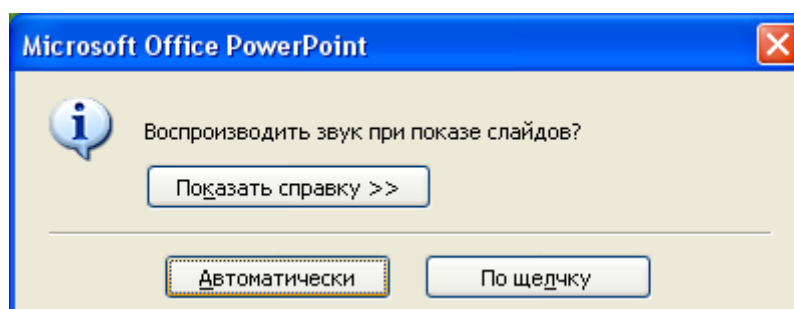 Microsoft Office PowerPoint
Воспроизводить звук при показе слайдов?
Показать справку >>
Автоматически По щелчку